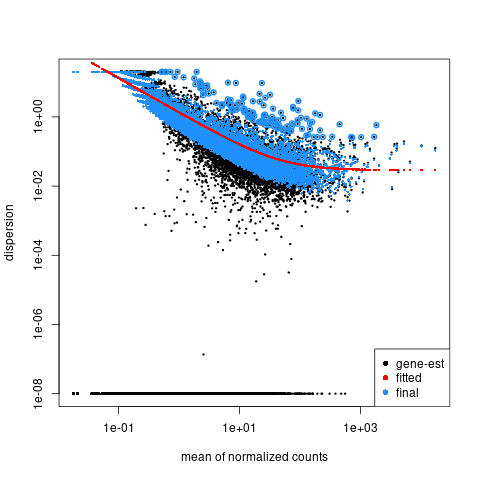 dispersion
1e+00
1e-02
1e-04
1e-06
1e-08
gene-est
fitted
final
1e-01
1e+01
1e+03
mean of normalized counts